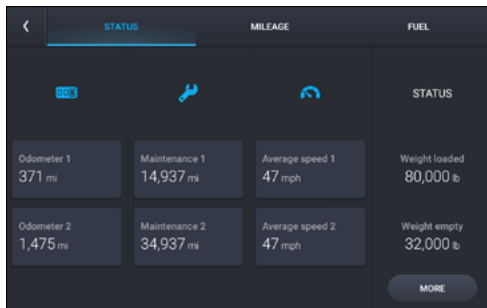 STATUS
MILEAGE
FUEL
STATUS
Odometer 1
371 mi
Maintenance 1
14,937 mi
Average speed 1
47 mph
Weight loaded
80,000 lb
Odometer 2
1,475 mi
Maintenance 2
34,937 mi
Average speed 2
47 mph
Weight empty
32,000 lb
MORE